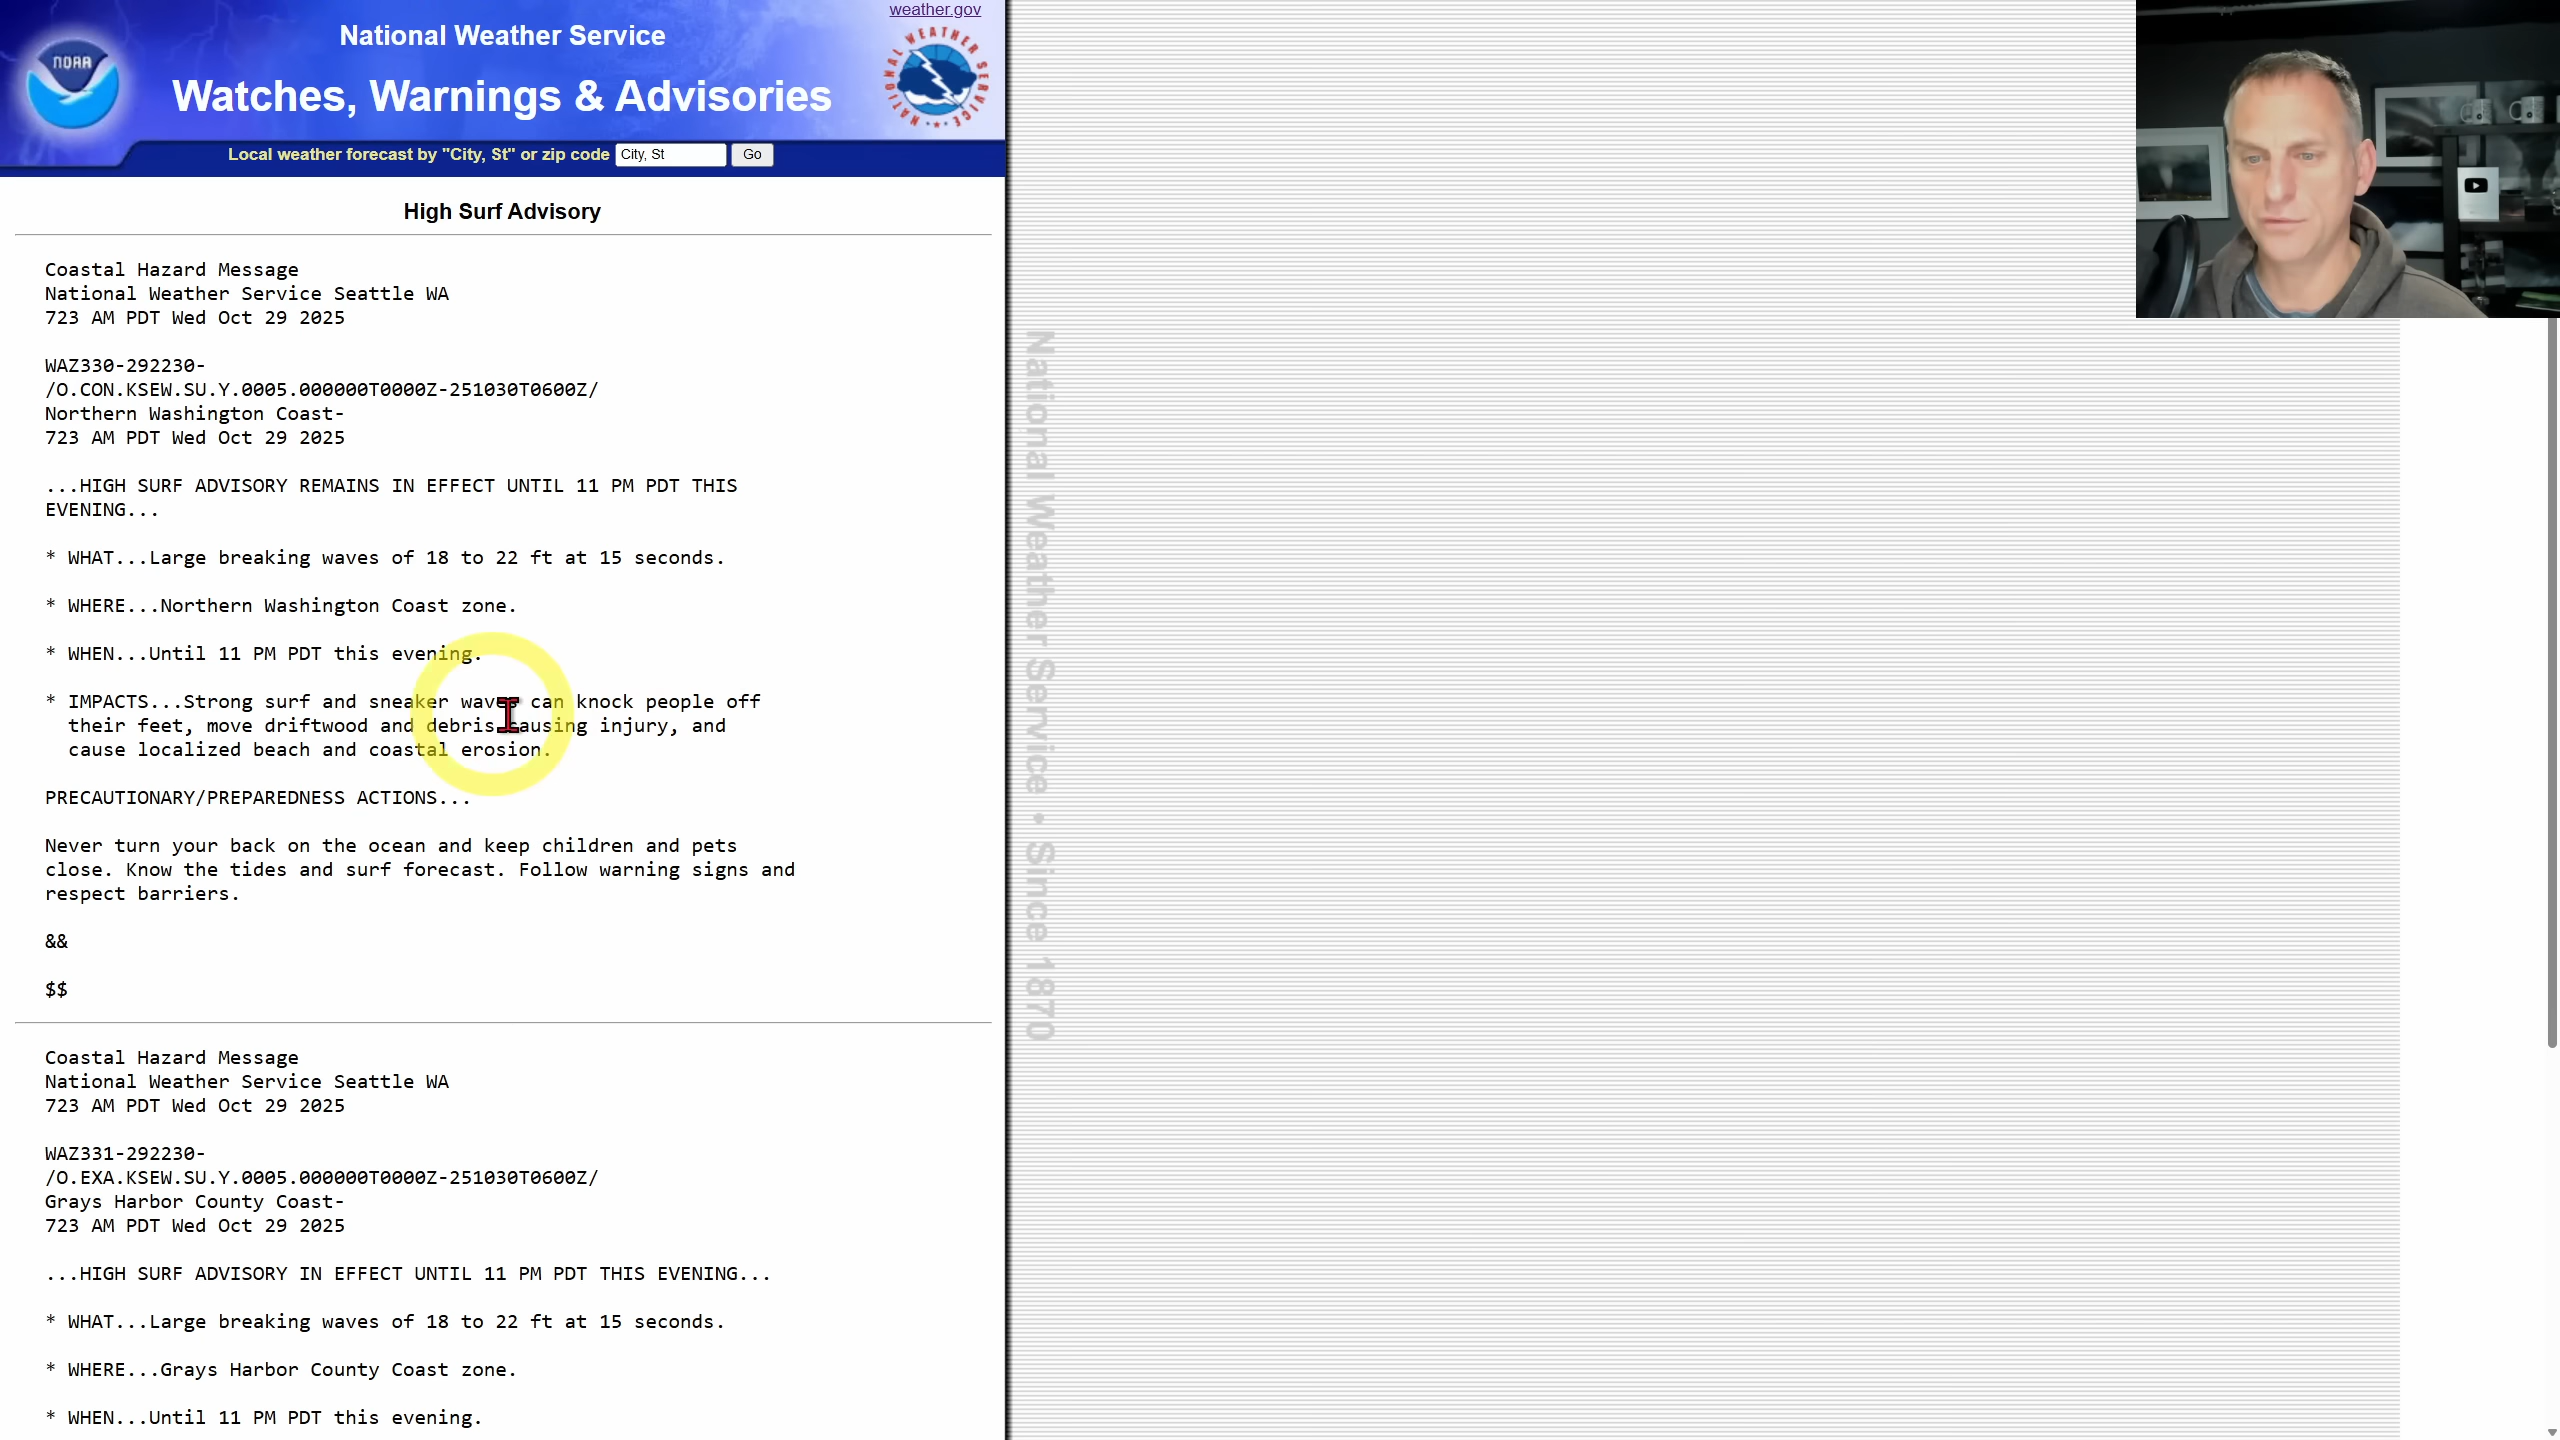 weather.gov
National Weather Service
NOAA
NATIONAL WEATHER SERVICE
Watches, Warnings & Advisories
Local weather forecast by "City, St" or zip code City, St Go
High Surf Advisory
Coastal Hazard Message
National Weather Service Seattle WA
723 AM PDT Wed Oct 29 2025
WAZ330-292230-
/O.CON.KSEW.SU.Y.0005.000000T0000Z-251030T0600Z/
Northern Washington Coast-
723 AM PDT Wed Oct 29 2025
...HIGH SURF ADVISORY REMAINS IN EFFECT UNTIL 11 PM PDT THIS
EVENING...
* WHAT...Large breaking waves of 18 to 22 ft at 15 seconds.
* WHERE...Northern Washington Coast zone.
* WHEN...Until 11 PM PDT this evening.
* IMPACTS...Strong surf and sneaker waves can knock people off
their feet, move driftwood and debris causing injury, and
cause localized beach and coastal erosion.
PRECAUTIONARY/PREPAREDNESS ACTIONS...
Never turn your back on the ocean and keep children and pets
close. Know the tides and surf forecast. Follow warning signs and
respect barriers.
&&
$$
Coastal Hazard Message
National Weather Service Seattle WA
723 AM PDT Wed Oct 29 2025
WAZ331-292230-
/O.EXA.KSEW.SU.Y.0005.000000T0000Z-251030T0600Z/
Grays Harbor County Coast-
723 AM PDT Wed Oct 29 2025
...HIGH SURF ADVISORY IN EFFECT UNTIL 11 PM PDT THIS EVENING...
* WHAT...Large breaking waves of 18 to 22 ft at 15 seconds.
* WHERE...Grays Harbor County Coast zone.
* WHEN...Until 11 PM PDT this evening.
National Weather Service • Since 1870